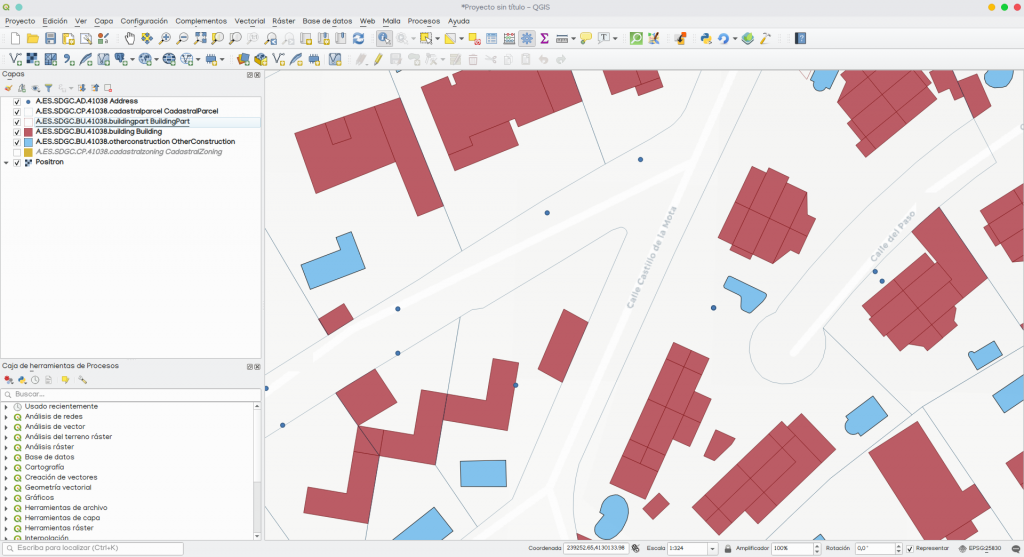 *Proyecto sin título - QGIS
Proyecto Edición Ver Capa Configuración Complementos Vectorial Ráster Base de datos Web Malla Procesos Ayuda
Capas
A.ES.SDGC.AD.41038 Address
A.ES.SDGC.CP.41038.cadastralparcel CadastralParcel
A.ES.SDGC.BU.41038.buildingpart BuildingPart
A.ES.SDGC.BU.41038.building Building
A.ES.SDGC.BU.41038.otherconstruction OtherConstruction
A.ES.SDGC.CP.41038.cadastralzoning CadastralZoning
Positron
Caja de herramientas de Procesos
Buscar...
Usado recientemente
Análisis de redes
Análisis de vector
Análisis del terreno ráster
Análisis ráster
Base de datos
Cartografía
Creación de vectores
Geometría vectorial
Gráficos
Herramientas de archivo
Herramientas de capa
Herramientas ráster
Interpolación
Calle Castillo de la Mota
Calle del Paso
Escribe para localizar (Ctrl+K)
Coordenada 239252.65,4130133.98 Escala 1:324 Amplificador 100% Rotación 0,0 ° Representar EPSG:25830